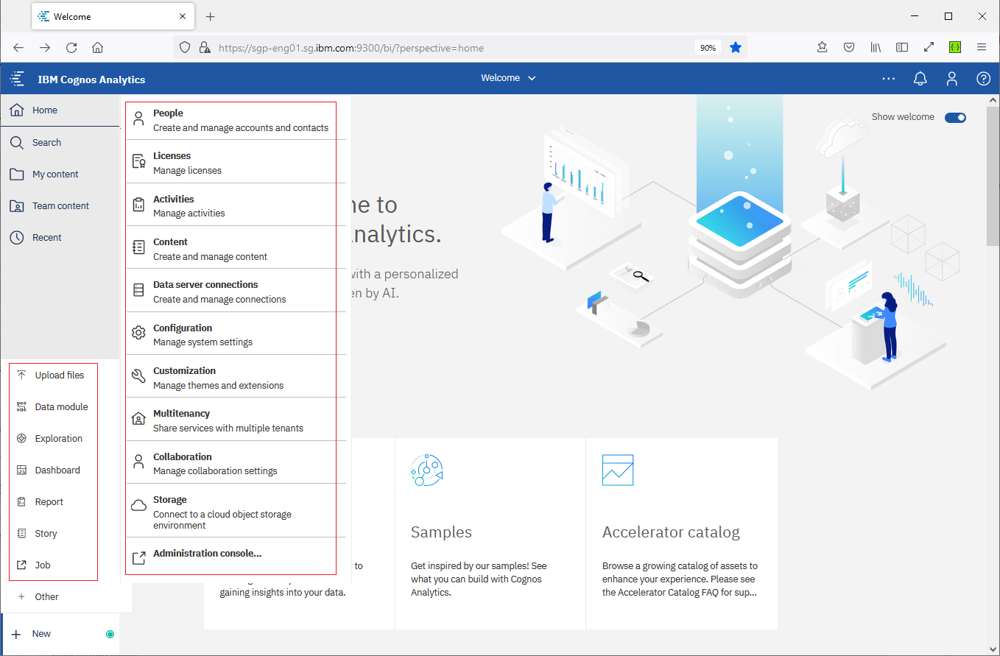 Welcome
https://sgp-eng01.sg.ibm.com:9300/bi/?perspective=home
90%
IBM Cognos Analytics
Welcome
Home
Search
My content
Team content
Recent
Upload files
Data module
Exploration
Dashboard
Report
Story
Job
Other
New
People
Create and manage accounts and contacts
Licenses
Manage licenses
Activities
Manage activities
Content
Create and manage content
Data server connections
Create and manage connections
Configuration
Manage system settings
Customization
Manage themes and extensions
Multitenancy
Share services with multiple tenants
Collaboration
Manage collaboration settings
Storage
Connect to a cloud object storage
environment
Administration console...
Show welcome
ne to
nalytics.
with a personalized
en by AI.
to
gaining insights into your data.
Samples
Get inspired by our samples! See
what you can build with Cognos
Analytics.
Accelerator catalog
Browse a growing catalog of assets to
enhance your experience. Please see
the Accelerator Catalog FAQ for sup...